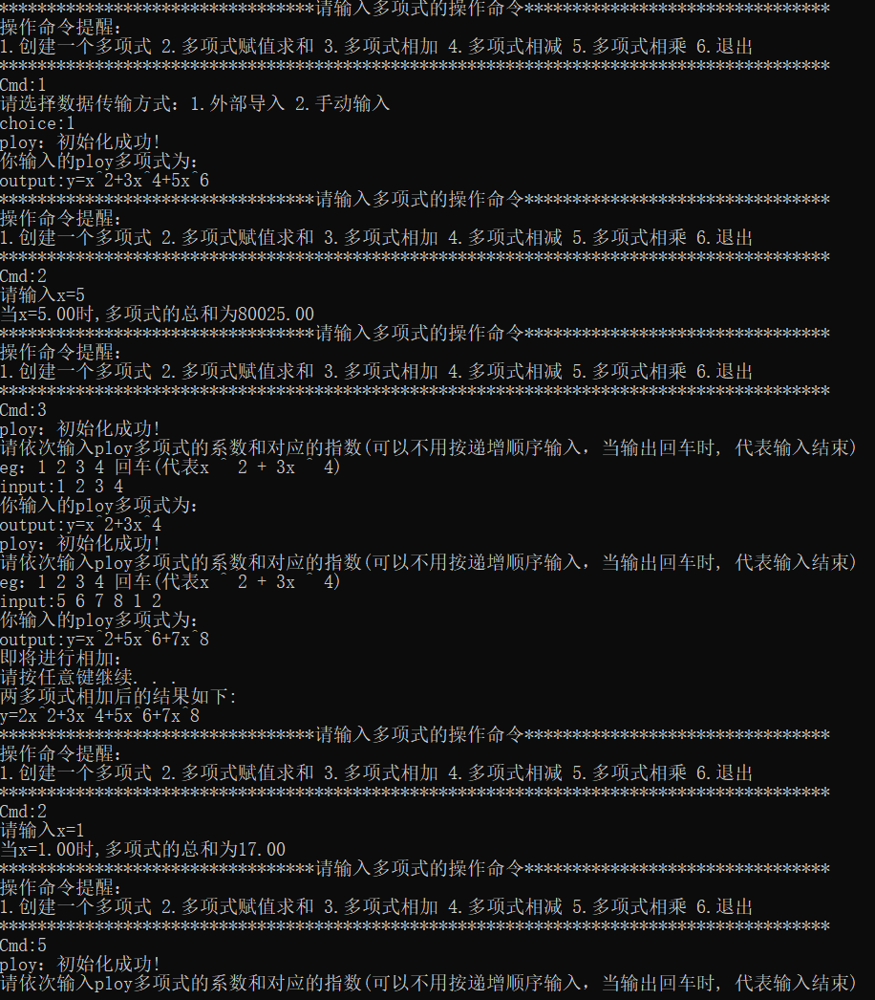 *********************************请输入多项式的操作命令********************************
操作命令提醒:
1.创建一个多项式 2.多项式赋值求和 3.多项式相加 4.多项式相减 5.多项式相乘 6.退出
***************************************************************************************
Cmd:1
请选择数据传输方式：1.外部导入 2.手动输入
choice:1
ploy：初始化成功!
你输入的ploy多项式为:
output:y=x^2+3x^4+5x^6
*********************************请输入多项式的操作命令********************************
操作命令提醒:
1.创建一个多项式 2.多项式赋值求和 3.多项式相加 4.多项式相减 5.多项式相乘 6.退出
***************************************************************************************
Cmd:2
请输入x=5
当x=5.00时,多项式的总和为80025.00
*********************************请输入多项式的操作命令********************************
操作命令提醒:
1.创建一个多项式 2.多项式赋值求和 3.多项式相加 4.多项式相减 5.多项式相乘 6.退出
***************************************************************************************
Cmd:3
ploy：初始化成功!
请依次输入ploy多项式的系数和对应的指数(可以不用按递增顺序输入，当输出回车时，代表输入结束)
eg：1 2 3 4 回车(代表x ^ 2 + 3x ^ 4)
input:1 2 3 4
你输入的ploy多项式为:
output:y=x^2+3x^4
ploy：初始化成功!
请依次输入ploy多项式的系数和对应的指数(可以不用按递增顺序输入，当输出回车时，代表输入结束)
eg：1 2 3 4 回车(代表x ^ 2 + 3x ^ 4)
input:5 6 7 8 1 2
你输入的ploy多项式为:
output:y=x^2+5x^6+7x^8
即将进行相加:
请按任意键继续. . .
两多项式相加后的结果如下:
y=2x^2+3x^4+5x^6+7x^8
*********************************请输入多项式的操作命令********************************
操作命令提醒:
1.创建一个多项式 2.多项式赋值求和 3.多项式相加 4.多项式相减 5.多项式相乘 6.退出
***************************************************************************************
Cmd:2
请输入x=1
当x=1.00时,多项式的总和为17.00
*********************************请输入多项式的操作命令********************************
操作命令提醒:
1.创建一个多项式 2.多项式赋值求和 3.多项式相加 4.多项式相减 5.多项式相乘 6.退出
***************************************************************************************
Cmd:5
ploy：初始化成功!
请依次输入ploy多项式的系数和对应的指数(可以不用按递增顺序输入，当输出回车时，代表输入结束)